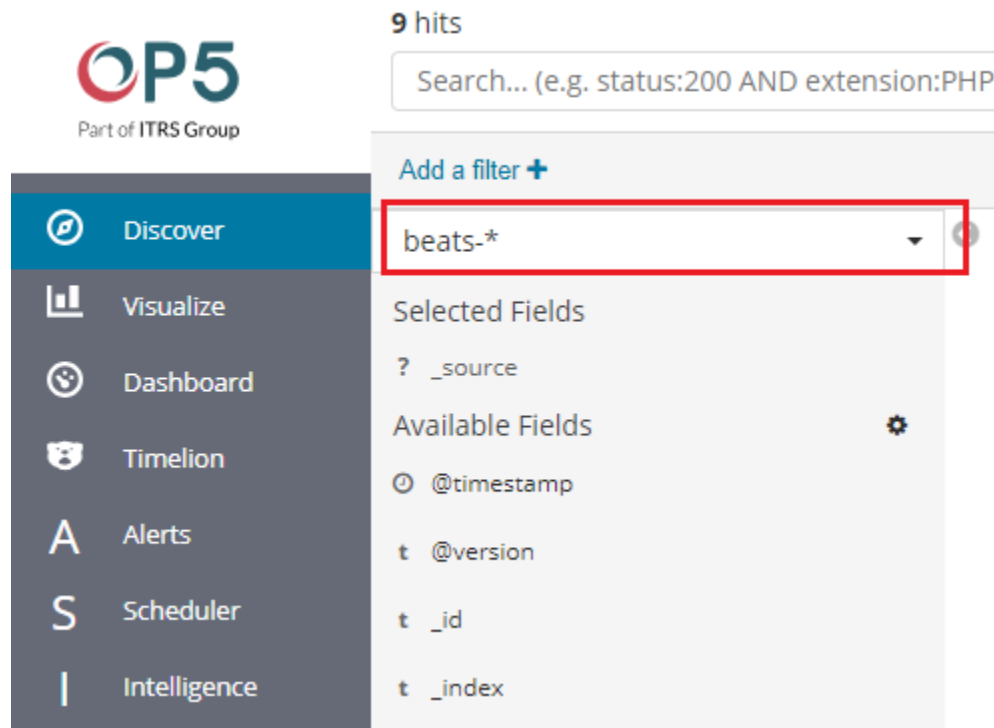 OP5
Part of ITRS Group
Discover
Visualize
Dashboard
Timelion
A Alerts
S Scheduler
I Intelligence
9 hits
Search... (e.g. status:200 AND extension:PHP
Add a filter +
beats-*
Selected Fields
? _source
Available Fields
@timestamp
t @version
t _id
t _index